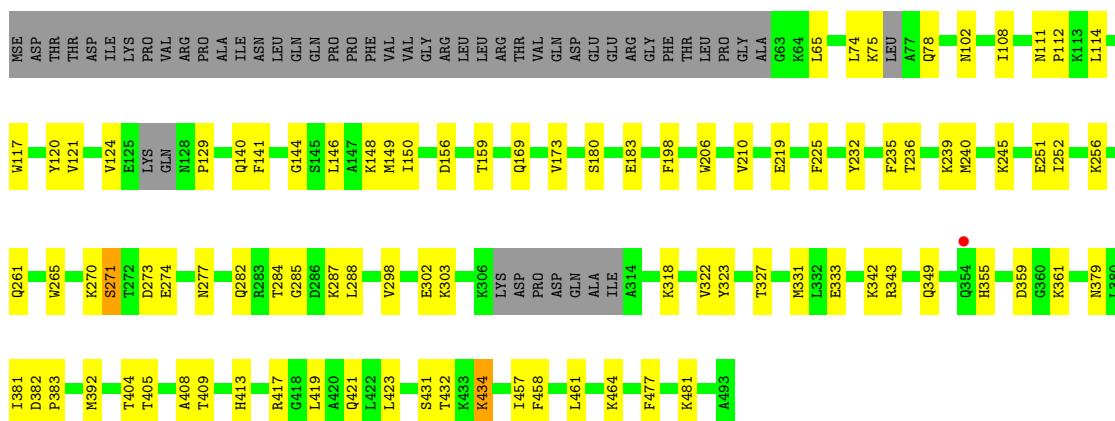 MSE ASP THR THR ASP ILE LYS PRO VAL ARG PRO ALA ILE ASN LEU GLN GLN PRO PRO PHE VAL VAL GLY ARG LEU LEU ARG THR VAL GLN ASP GLU GLU ARG GLY PHE THR LEU PRO GLY ALA G63 K64 L65 L74 K75 LEU A77 Q78 N102 I108 N111 P112 K113 L114
W117 Y120 V121 V124 E125 LYS GLN N128 P129 Q140 F141 G144 S145 L146 A147 K148 M149 I150 D156 T159 Q169 V173 S180 E183 F198 W206 V210 E219 F225 Y232 F235 T236 K239 M240 K245 E251 I252 K256
Q261 W265 K270 S271 T272 D273 E274 N277 Q282 R283 T284 G285 D286 K287 L288 V298 E302 K303 K306 LYS ASP PRO ASP GLN ALA ILE A314 K318 V322 Y323 T327 M331 L332 E333 K342 R343 Q349 Q354 H355 D359 G360 K361 N379 L380
I381 D382 P383 M392 T404 T405 A408 T409 H413 R417 G418 L419 A420 Q421 L422 L423 S431 T432 K433 K434 I457 F458 L461 K464 F477 K481 A493